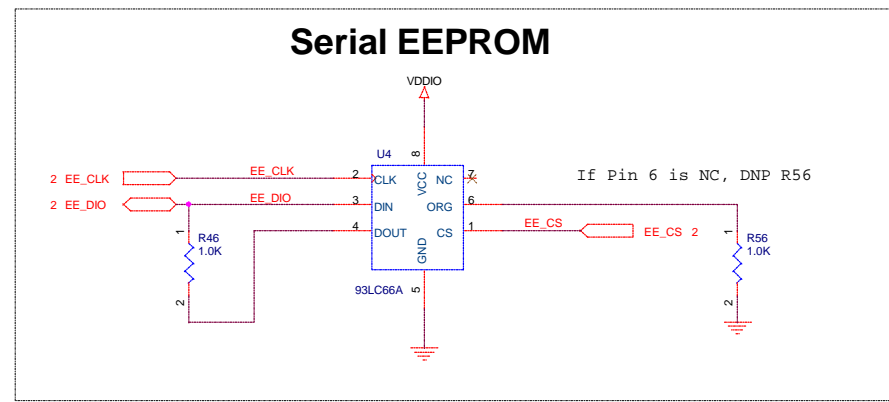 Serial EEPROM
VDDIO
U4
8
2 EE_CLK
EE_CLK
2
CLK
VCC
NC
7
If Pin 6 is NC, DNP R56
2 EE_DIO
EE_DIO
3
DIN
ORG
6
4
DOUT
CS
1
EE_CS
EE_CS 2
1
R46
1.0K
2
GND
93LC66A
5
1
R56
1.0K
2